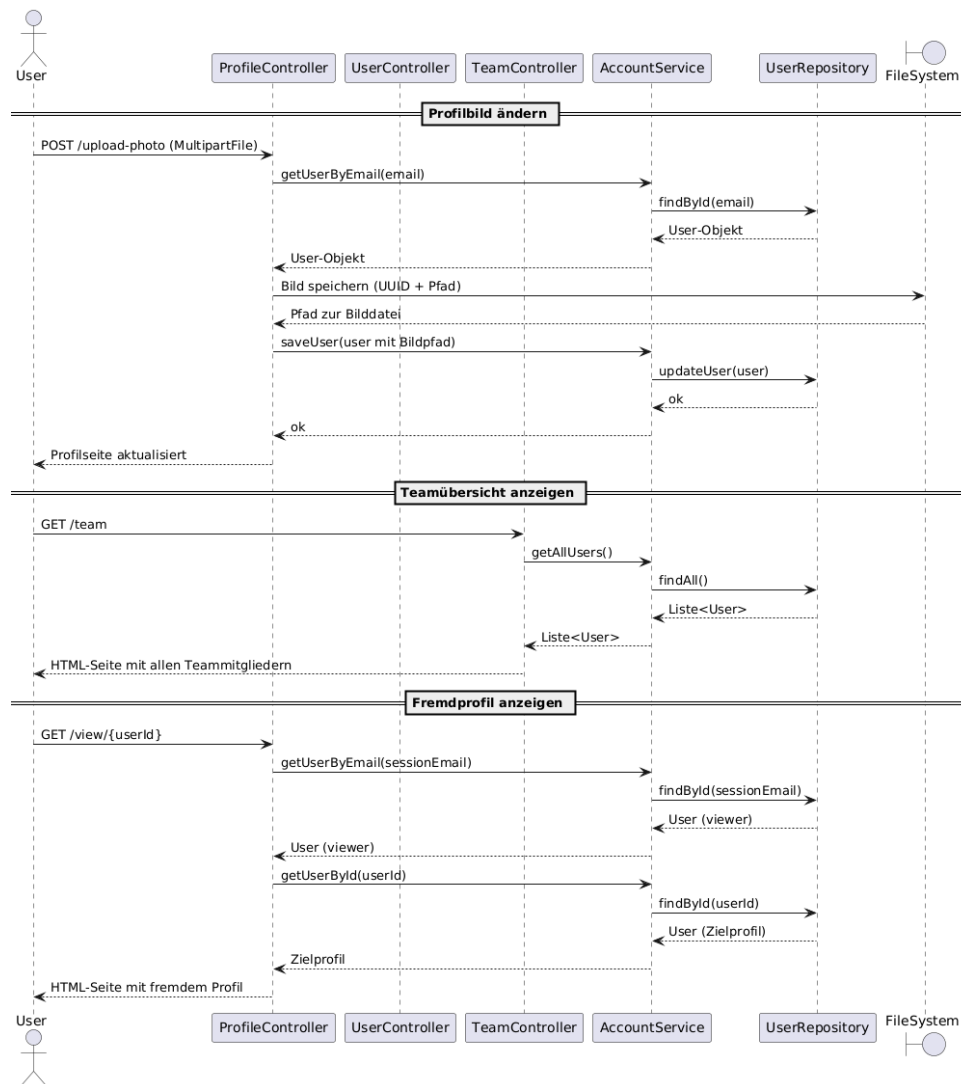 User
ProfileController
UserController
TeamController
AccountService
UserRepository
FileSystem
Profilbild ändern
POST /upload-photo (MultipartFile)
getUserByEmail(email)
findById(email)
User-Objekt
User-Objekt
Bild speichern (UUID + Pfad)
Pfad zur Bilddatei
saveUser(user mit Bildpfad)
updateUser(user)
ok
ok
Profilseite aktualisiert
Teamübersicht anzeigen
GET /team
getAllUsers()
findAll()
Liste<User>
Liste<User>
HTML-Seite mit allen Teammitgliedern
Fremdprofil anzeigen
GET /view/{userId}
getUserByEmail(sessionEmail)
findById(sessionEmail)
User (viewer)
User (viewer)
getUserById(userId)
findById(userId)
User (Zielprofil)
Zielprofil
HTML-Seite mit fremdem Profil
User
ProfileController
UserController
TeamController
AccountService
UserRepository
FileSystem